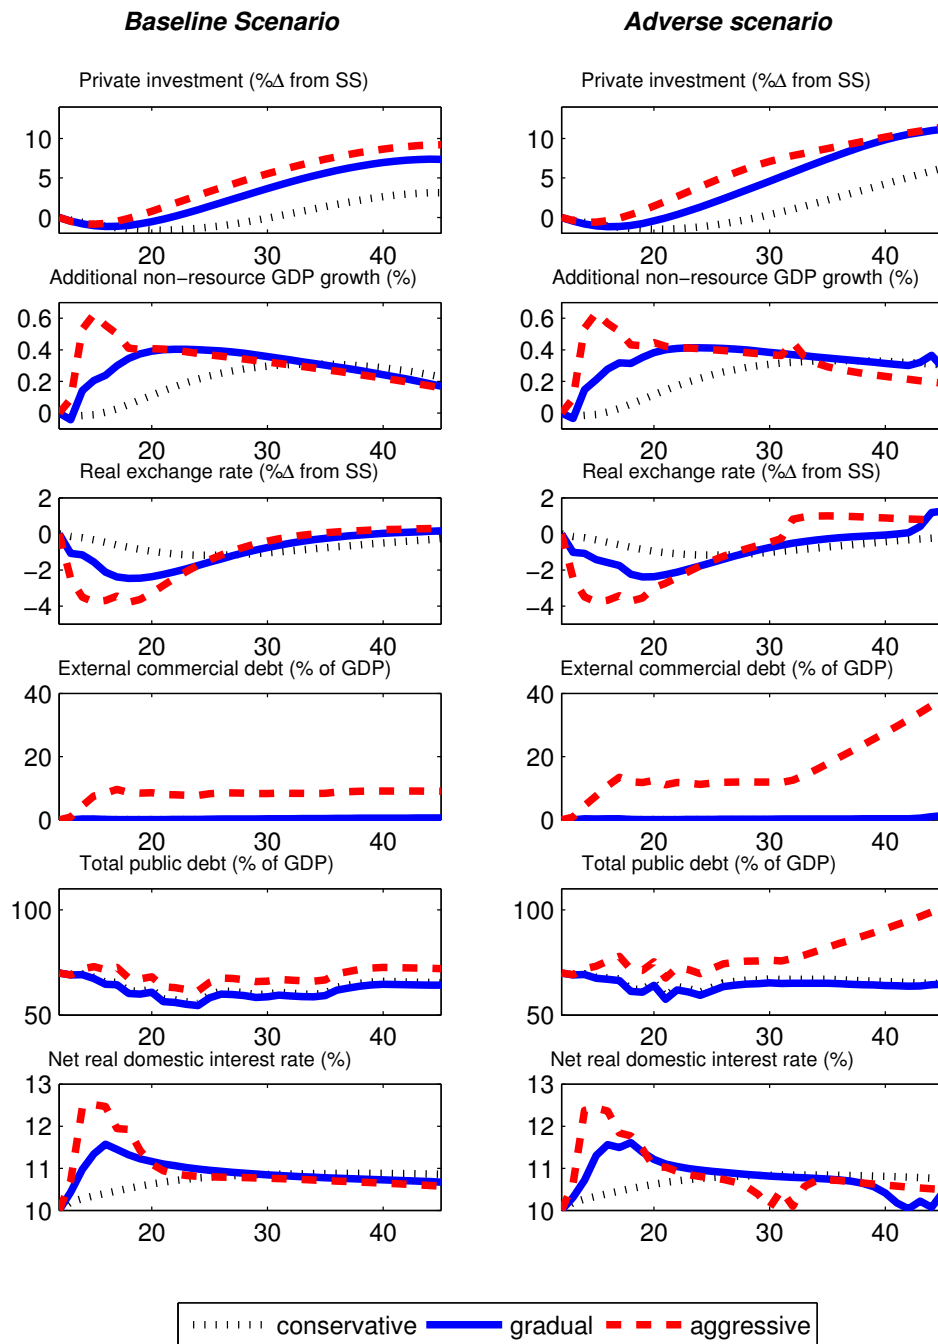 Baseline Scenario Adverse scenario
Private investment (%Δ from SS) Private investment (%Δ from SS)
10 10
5 5
0 0
20 30 40 20 30 40
Additional non−resource GDP growth (%) Additional non−resource GDP growth (%)
0.6 0.6
0.4 0.4
0.2 0.2
0 0
20 30 40 20 30 40
Real exchange rate (%Δ from SS) Real exchange rate (%Δ from SS)
2 2
0 0
−2 −2
−4 −4
20 30 40 20 30 40
External commercial debt (% of GDP) External commercial debt (% of GDP)
40 40
20 20
0 0
20 30 40 20 30 40
Total public debt (% of GDP) Total public debt (% of GDP)
100 100
50 50
20 30 40 20 30 40
Net real domestic interest rate (%) Net real domestic interest rate (%)
13 13
12 12
11 11
10 10
20 30 40 20 30 40
conservative gradual aggressive